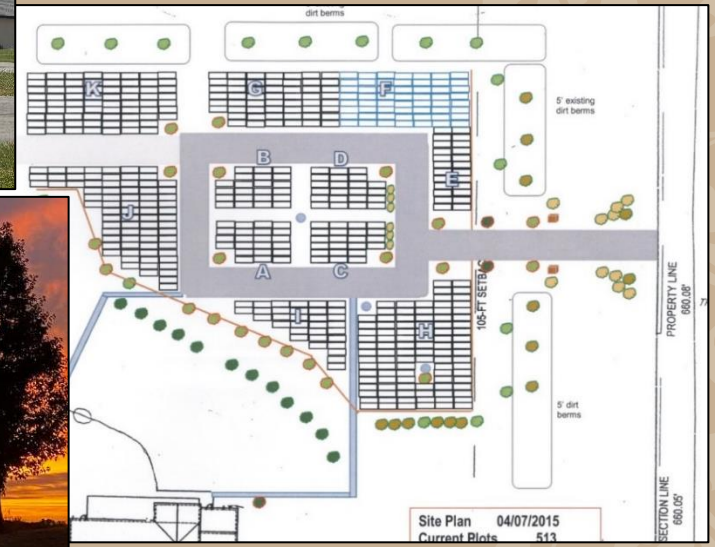 dirt berms
K
G
F
5' existing
dirt berms
B
D
E
J
A
C
105-FT SETBACK
PROPERTY LINE
660.08'
I
H
5' dirt
berms
SECTION LINE
660.05'
Site Plan 04/07/2015
Current Plots 513